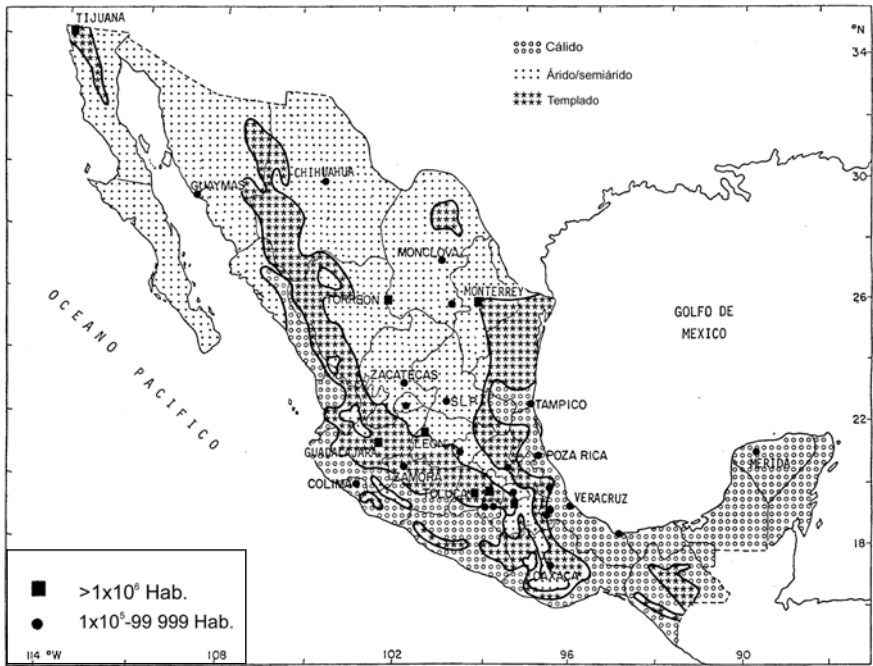 TIJUANA
°N
Cálido
34
Árido/semiárido
Templado
CHIHUAHUA
30
GUAYMAS
MONCLOVA
MONTERREY
TORREON
26
GOLFO DE
MEXICO
OCEANO PACIFICO
ZACATECAS
S.L.P.
TAMPICO
22
LEON
GUADALAJARA
POZA RICA
MERIDA
ZAMORA
COLIMA
TOLUCA
VERACRUZ
18
OAXACA
>1x10⁶ Hab.
1x10⁵-99 999 Hab.
114 °W
108
102
96
90